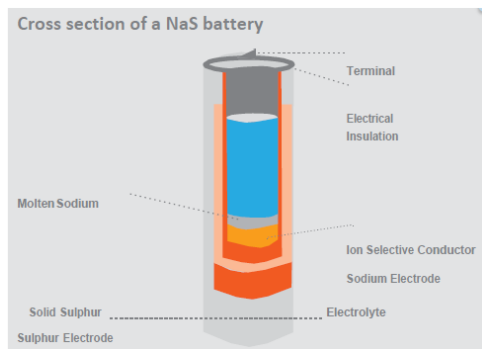 Cross section of a NaS battery
Terminal
Electrical
Insulation
Molten Sodium
Ion Selective Conductor
Sodium Electrode
Solid Sulphur
Electrolyte
Sulphur Electrode